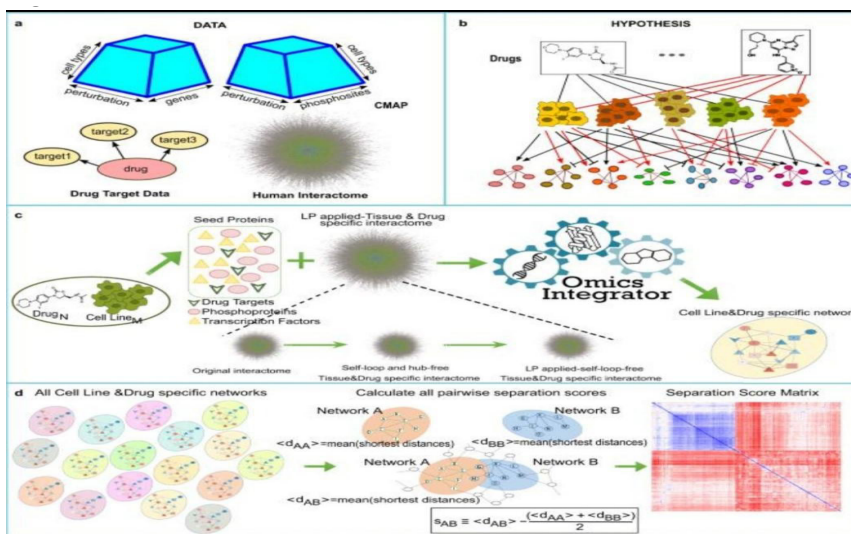 a
DATA
cell types
perturbation
genes
cell types
perturbation
phosphosites
CMAP
target1
target2
target3
drug
Drug Target Data
Human Interactome
b
HYPOTHESIS
Drugs
c
Seed Proteins
LP applied-Tissue & Drug
specific interactome
Drug Targets
Phosphoproteins
Transcription Factors
DrugN
Cell LineM
Omics
Integrator
Cell Line&Drug specific network
Original interactome
Self-loop and hub-free
Tissue&Drug specific interactome
LP applied-self-loop-free
Tissue&Drug specific interactome
d
All Cell Line &Drug specific networks
Calculate all pairwise separation scores
Separation Score Matrix
Network A
Network B
<dAA>=mean(shortest distances)
<dBB>=mean(shortest distances)
Network A
Network B
<dAB>=mean(shortest distances)
sAB ≡ <dAB> - (<dAA> + <dBB>)
2